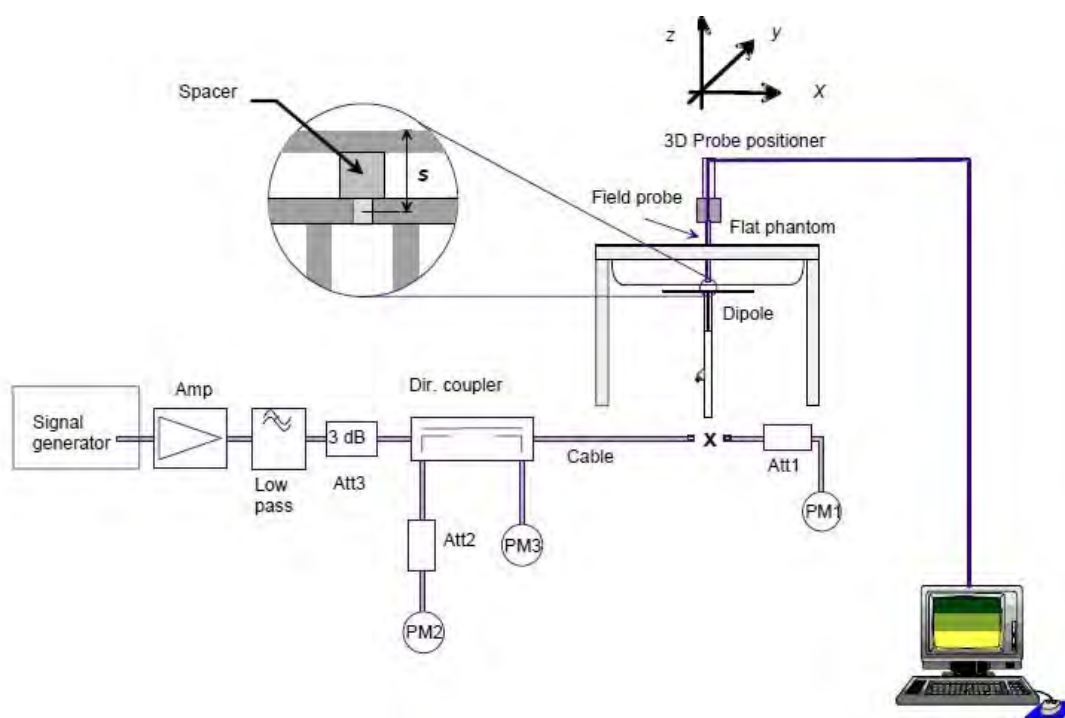 z
y
X
Spacer
s
3D Probe positioner
Field probe
Flat phantom
Dipole
Dir. coupler
Amp
Signal
generator
3 dB
x
Cable
Low
pass
Att3
Att1
PM1
Att2
PM3
PM2